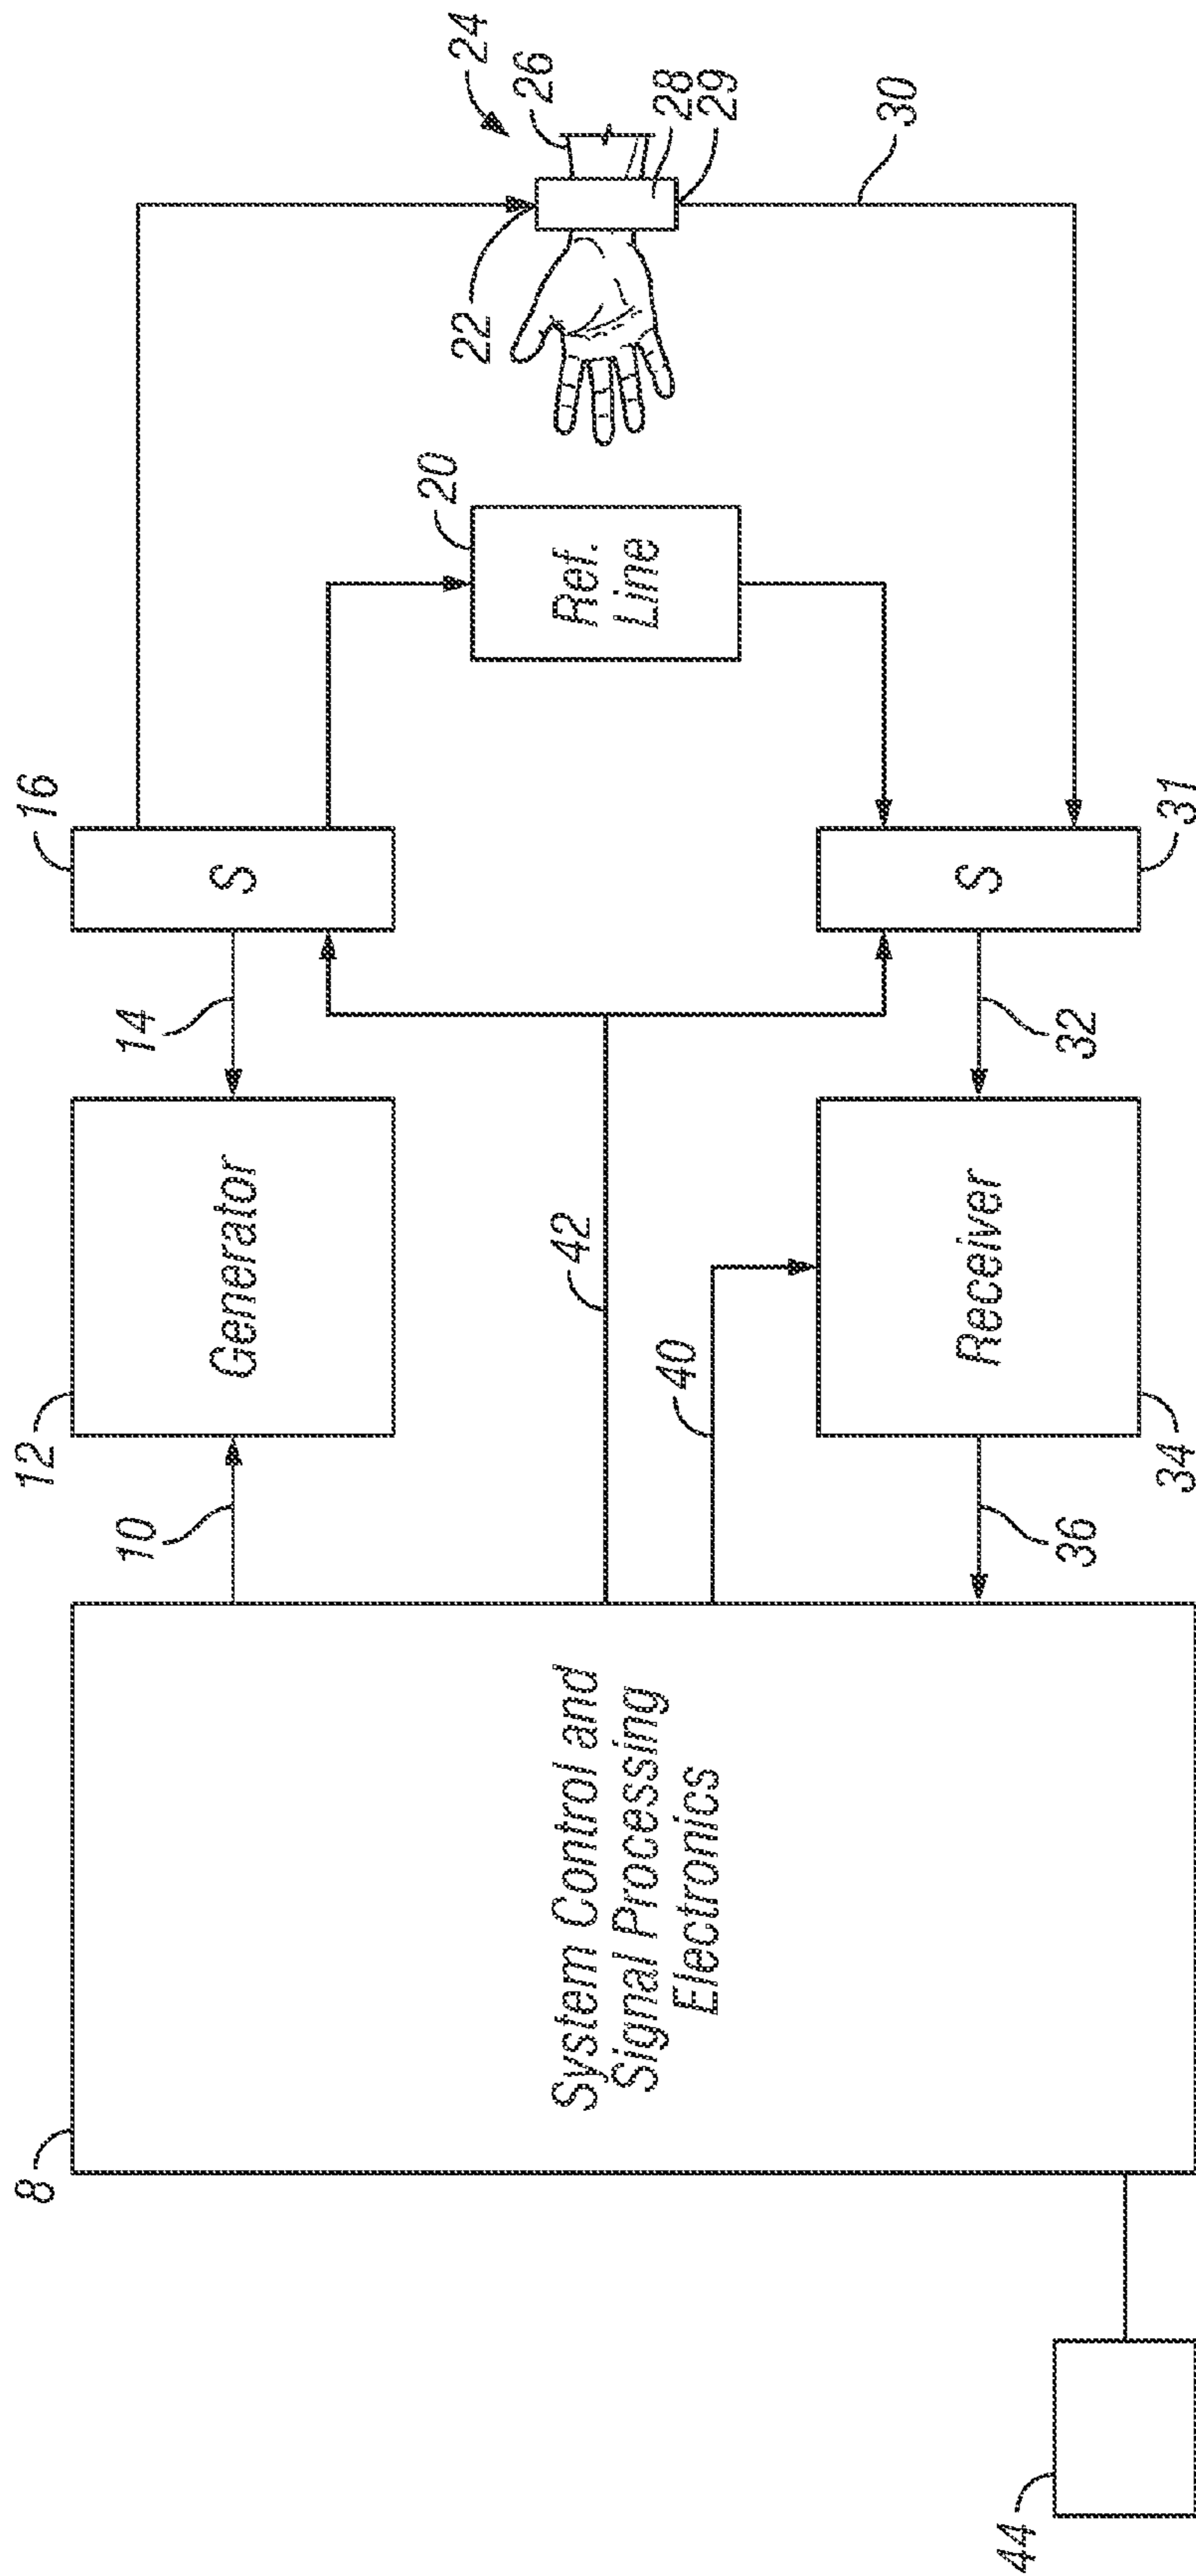 24
26
28
29
30
22
20
Ref.
Line
16
S
S
31
14
32
12
Generator
42
40
Receiver
34
10
36
8
System Control and
Signal Processing
Electronics
44